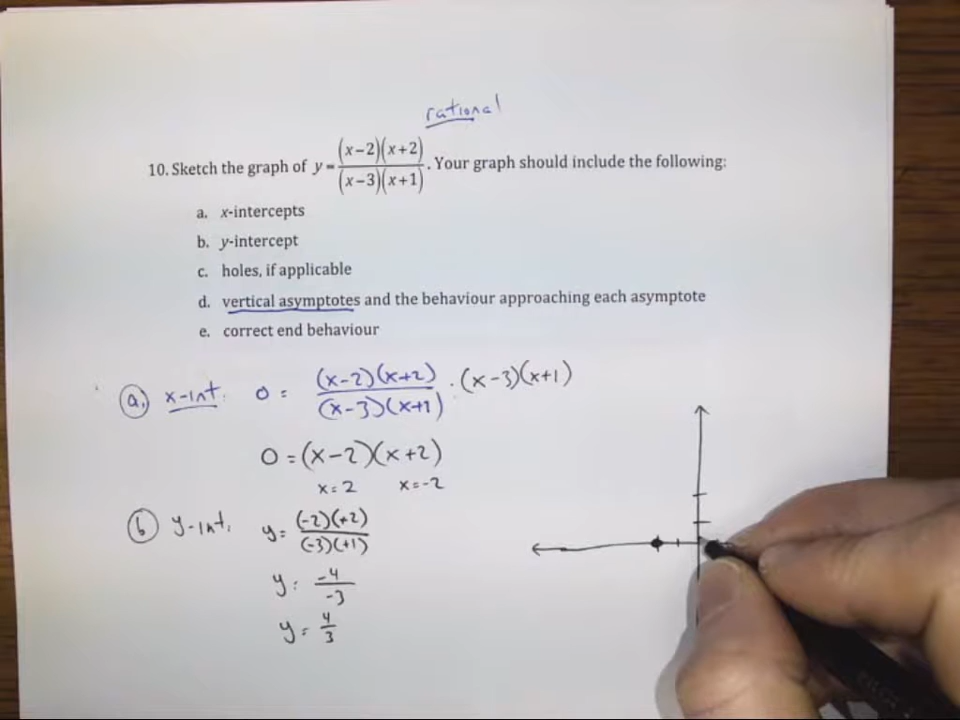 rational
10. Sketch the graph of y = (x−2)(x+2) / (x−3)(x+1) . Your graph should include the following:
a. x-intercepts
b. y-intercept
c. holes, if applicable
d. vertical asymptotes and the behaviour approaching each asymptote
e. correct end behaviour
a. x-int: 0 = (x-2)(x+2) / (x-3)(x+1) · (x-3)(x+1)
0 = (x-2)(x+2)
x=2 x=-2
b y-int. y = (-2)(+2) / (-3)(+1)
y = -4 / -3
y = 4 / 3